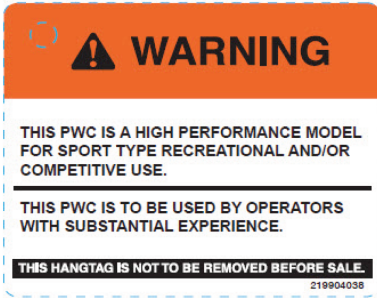 WARNING
THIS PWC IS A HIGH PERFORMANCE MODEL
FOR SPORT TYPE RECREATIONAL AND/OR
COMPETITIVE USE.
THIS PWC IS TO BE USED BY OPERATORS
WITH SUBSTANTIAL EXPERIENCE.
THIS HANGTAG IS NOT TO BE REMOVED BEFORE SALE.
219904038